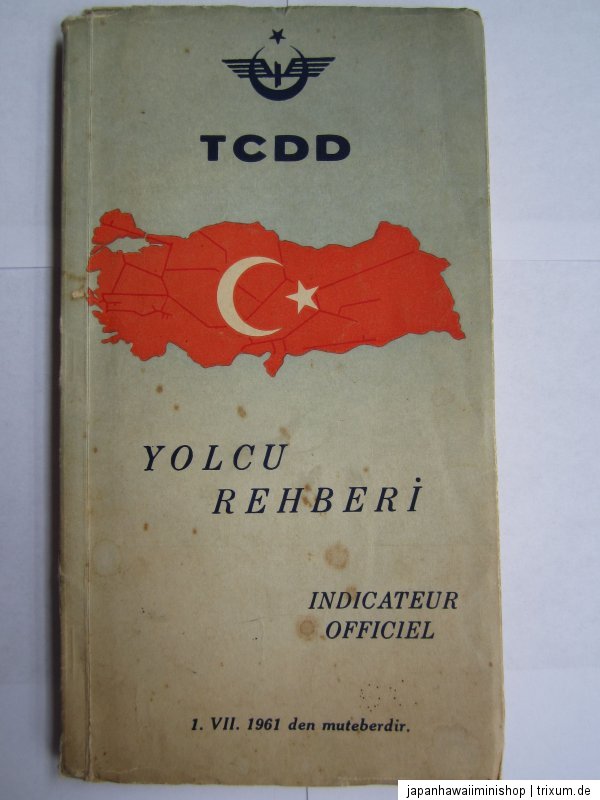 TCDD
YOLCU
REHBERİ
INDICATEUR
OFFICIEL
1. VII. 1961 den muteberdir.
japanhawaiiminishop | trixum.de